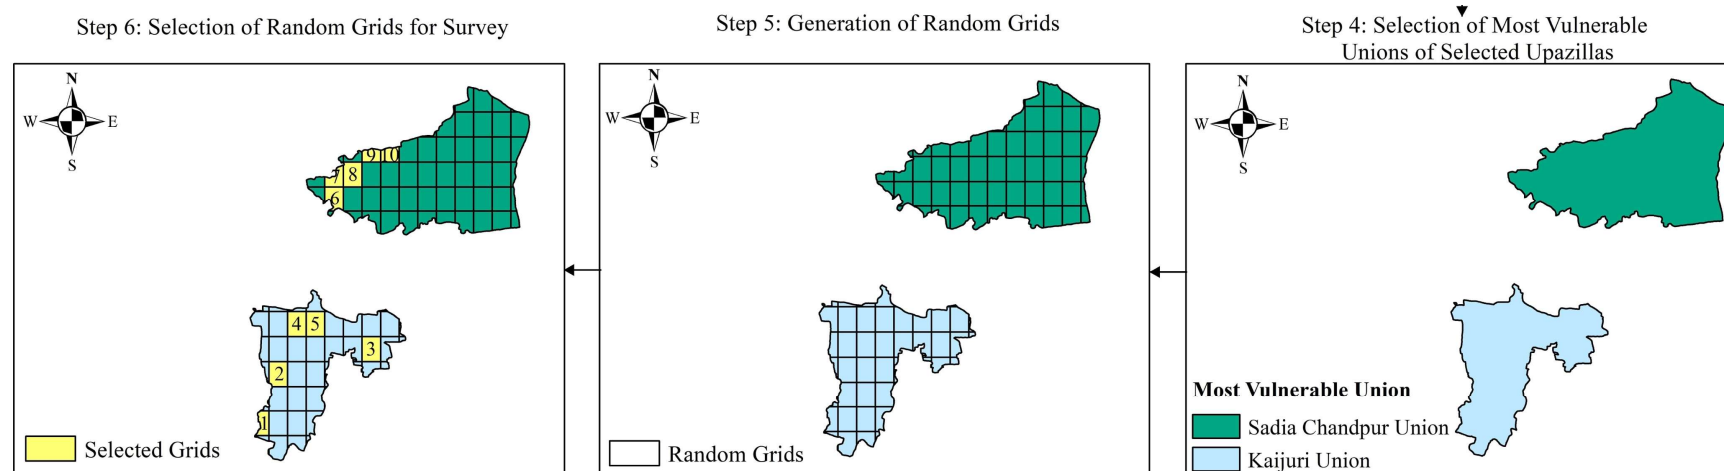 Step 6: Selection of Random Grids for Survey
N
W E
S
9 10
7 8
6
4 5
3
2
1
Selected Grids
Step 5: Generation of Random Grids
N
W E
S
Random Grids
Step 4: Selection of Most Vulnerable
Unions of Selected Upazillas
N
W E
S
Most Vulnerable Union
Sadia Chandpur Union
Kaijuri Union